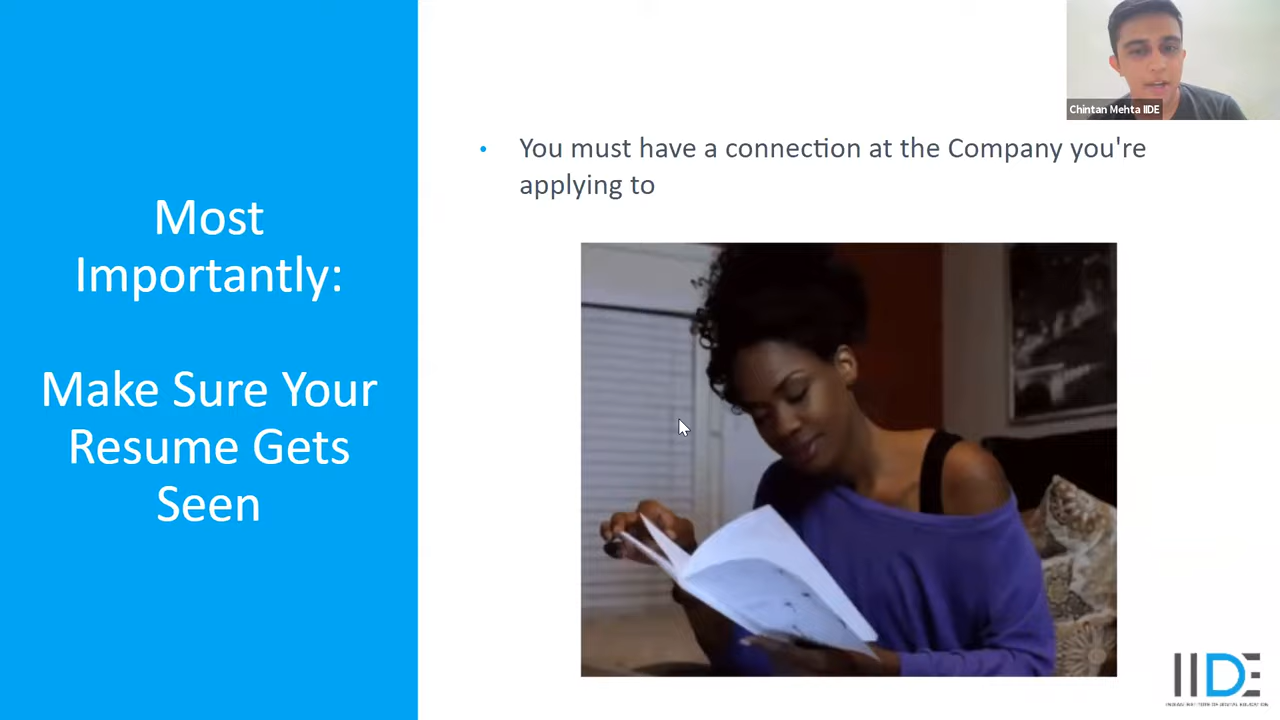 Most
Importantly:
Make Sure Your
Resume Gets
Seen
Chintan Mehta IIDE
• You must have a connection at the Company you're
applying to
IIDE